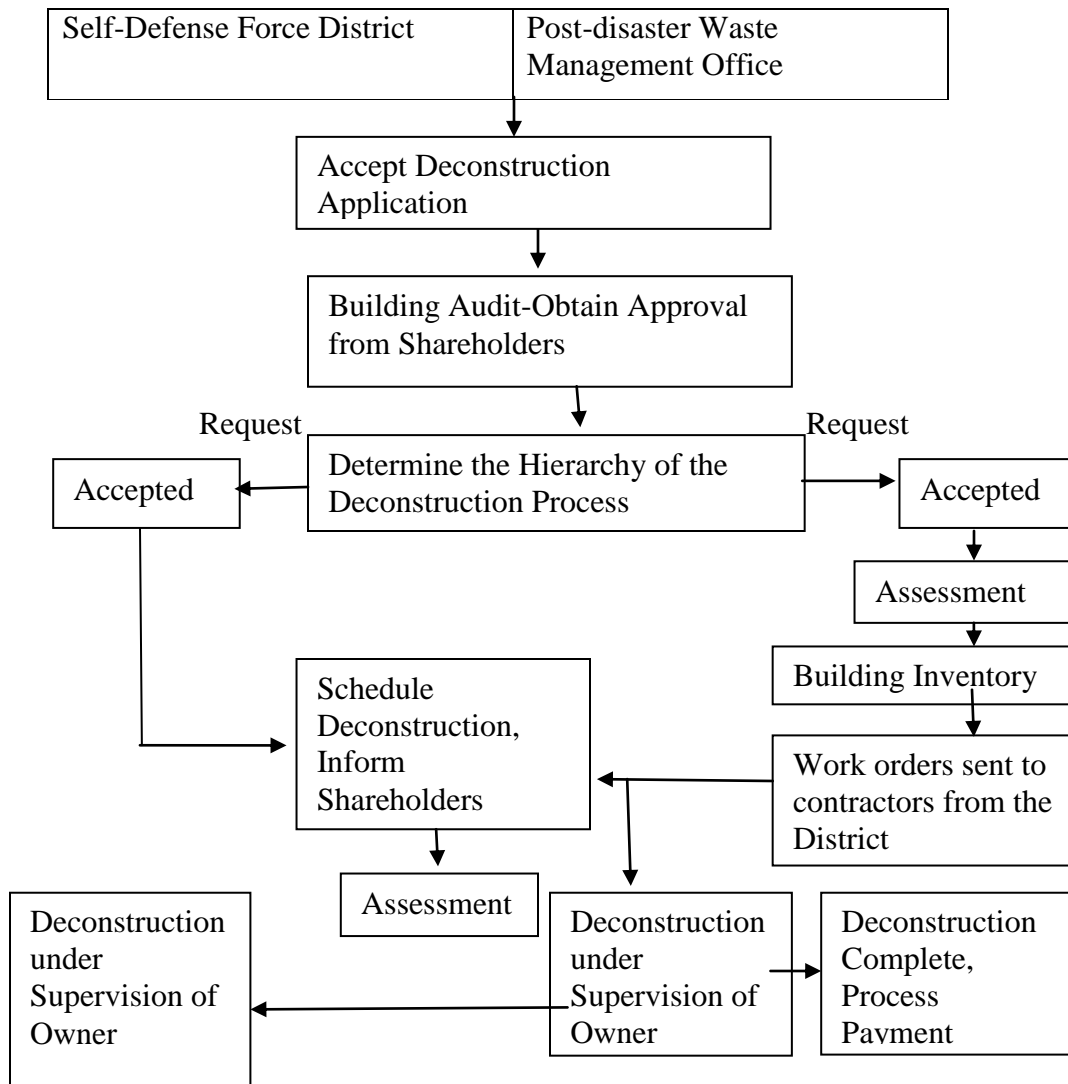 Self-Defense Force District
Post-disaster Waste
Management Office
Accept Deconstruction
Application
Building Audit-Obtain Approval
from Shareholders
Request
Request
Determine the Hierarchy of the
Deconstruction Process
Accepted
Accepted
Assessment
Building Inventory
Schedule
Deconstruction,
Inform
Shareholders
Work orders sent to
contractors from the
District
Assessment
Deconstruction
under
Supervision of
Owner
Deconstruction
under
Supervision of
Owner
Deconstruction
Complete,
Process
Payment